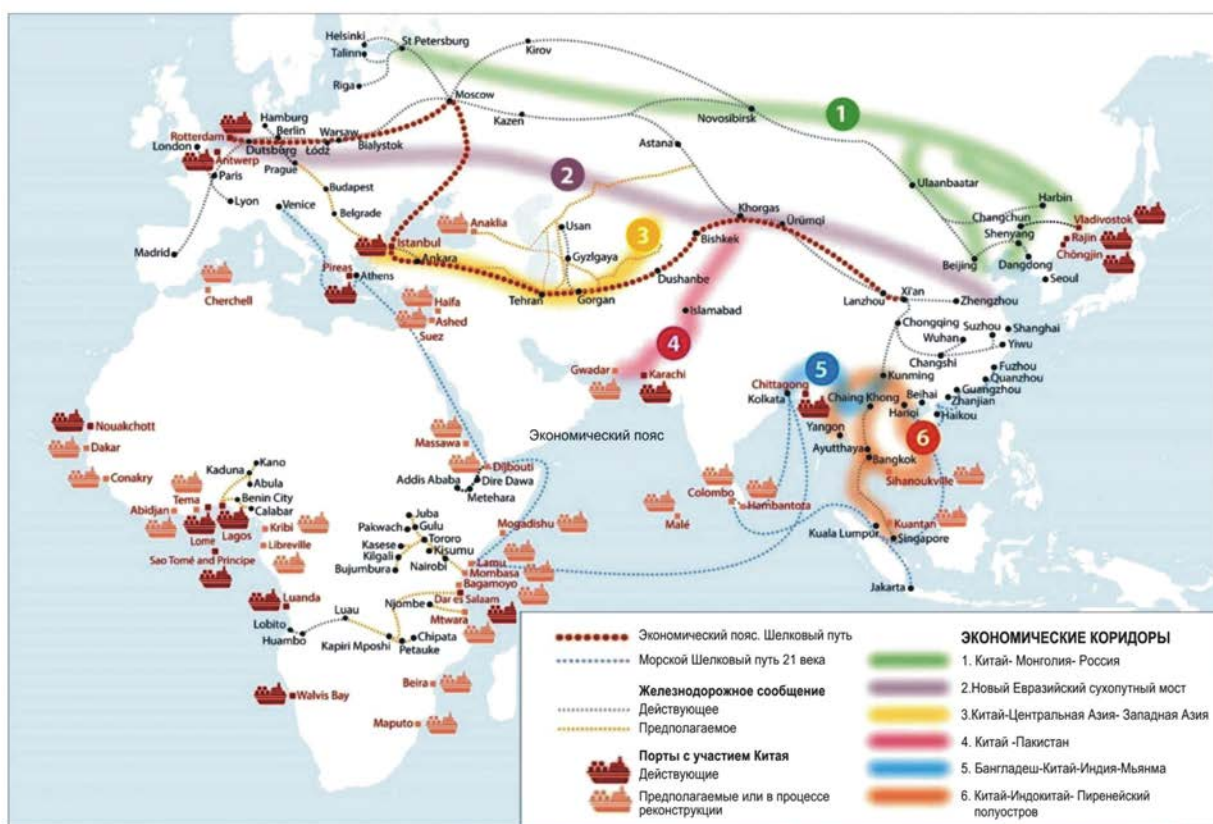 Helsinki
St Petersburg
Talinn
Riga
Kirov
Moscow
Kazen
Novosibirsk
1
Astana
Hamburg
Rotterdam
Berlin
Warsaw
London
Dutsburg
Łódź
Bialystok
Antwerp
Prague
Paris
2
Ulaanbaatar
Harbin
Budapest
Lyon
Venice
Belgrade
Anaklia
Usan
3
Khorgas
Ürümqi
Changchun
Vladivostok
Shenyang
Rajin
Chôngjin
Madrid
Istanbul
Ankara
Gyzlgaya
Bishkek
Beijing
Dangdong
Seoul
Pireas
Athens
Dushanbe
Cherchell
Tehran
Gorgan
Lanzhou
Xi'an
Zhengzhou
Haifa
Ashed
Suez
Islamabad
Chongqing
Suzhou
Shanghai
Wuhan
Yiwu
Changshi
4
Gwadar
Karachi
5
Kunming
Fuzhou
Quanzhou
Chittagong
Kolkata
Chaing Khong
Beihai
Guangzhou
Zhanjian
Hanqi
Haikou
Nouakchott
Экономический пояс
Yangon
6
Dakar
Massawa
Ayutthaya
Bangkok
Kano
Kaduna
Abula
Djibouti
Addis Ababa
Dire Dawa
Metehara
Sihanoukville
Conakry
Tema
Benin City
Calabar
Colombo
Hambantota
Abidjan
Lome
Lagos
Kribi
Juba
Pakwach
Gulu
Mogadishu
Malé
Kuala Lumpur
Kuantan
Singapore
Libreville
Tororo
Kasese
Kisumu
Kilgali
Sao Tomé and Principe
Bujumbura
Nairobi
Lamu
Mombasa
Bagamoyo
Jakarta
Luanda
Dar es Salaam
Njombe
Mtwara
Luau
Lobito
Huambo
Chipata
Kapiri Mposhi
Petauke
Beira
Walvis Bay
Maputo
Экономический пояс. Шелковый путь
Морской Шелковый путь 21 века
Железнодорожное сообщение
Действующее
Предполагаемое
Порты с участием Китая
Действующие
Предполагаемые или в процессе
реконструкции
ЭКОНОМИЧЕСКИЕ КОРИДОРЫ
1. Китай- Монголия- Россия
2.Новый Евразийский сухопутный мост
3.Китай-Центральная Азия- Западная Азия
4. Китай -Пакистан
5. Бангладеш-Китай-Индия-Мьянма
6. Китай-Индокитай- Пиренейский
полуостров